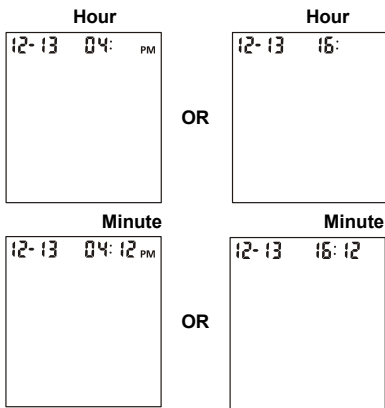 Hour Hour
12-13 04: PM 12-13 16:
OR
Minute Minute
12-13 04:12 PM 12-13 16:12
OR